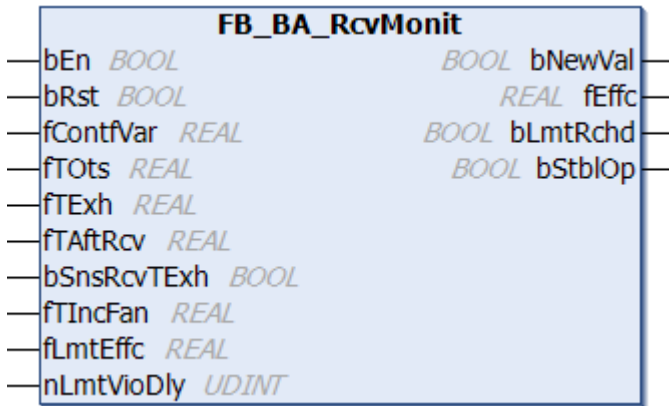 FB_BA_RcvMonit
bEn BOOL BOOL bNewVal
bRst BOOL REAL fEffc
fContfVar REAL BOOL bLmtRchd
fTOts REAL BOOL bStblOp
fTExh REAL
fTAftRcv REAL
bSnsRcvTExh BOOL
fTIncFan REAL
fLmtEffc REAL
nLmtVioDly UDINT